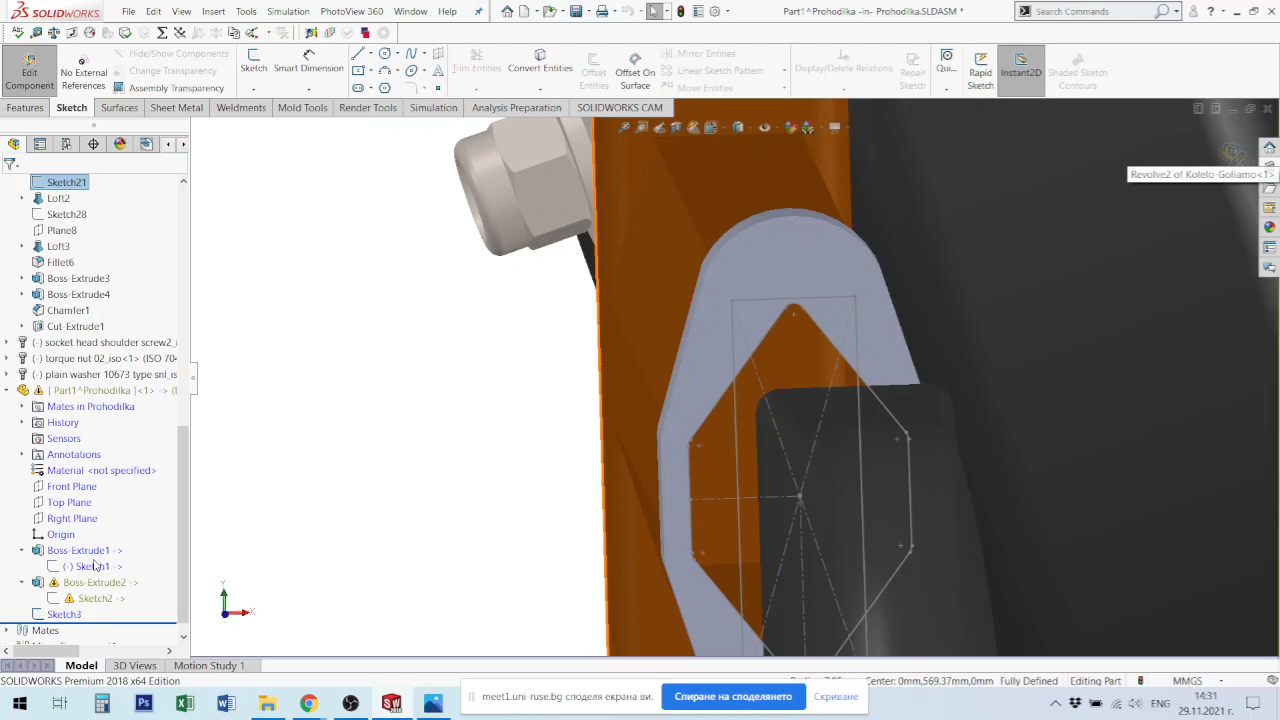 SOLIDWORKS File Edit View Insert Tools Simulation PhotoView 360 Window Help Part1^Prohodilka -in- Prohodilka.SLDASM * Search Commands
Edit Component
No External References
Hide/Show Components
Change Transparency
Assembly Transparency
Sketch
Smart Dimension
Trim Entities
Convert Entities
Offset Entities
Offset On Surface
Mirror Entities
Linear Sketch Pattern
Move Entities
Display/Delete Relations
Repair Sketch
Qui...
Rapid Sketch
Instant2D
Shaded Sketch Contours
Features Sketch Surfaces Sheet Metal Weldments Mold Tools Render Tools Simulation Analysis Preparation SOLIDWORKS CAM
Revolve2 of Kolelo-Goliamo<1>
Sketch21
Loft2
Sketch28
Plane8
Loft3
Fillet6
Boss-Extrude3
Boss-Extrude4
Chamfer1
Cut-Extrude1
(-) socket head shoulder screw2_i
(-) torque nut 02_iso<1> (ISO 704
(-) plain washer 10673 type snl_is
[ Part1^Prohodilka ]<1> -> (
Mates in Prohodilka
History
Sensors
Annotations
Material <not specified>
Front Plane
Top Plane
Right Plane
Origin
Boss-Extrude1 ->
(-) Sketch1 ->
Boss-Extrude2 ->
Sketch2 ->
Sketch3
Mates
Y
X
Model 3D Views Motion Study 1
SOLIDWORKS Premium 2018 x64 Edition
Center: 0mm,569.37mm,0mm Fully Defined Editing Part MMGS
meet1.uni-ruse.bg споделя екрана ви. Спиране на споделянето Скриване
14:31
29.11.2021 г.